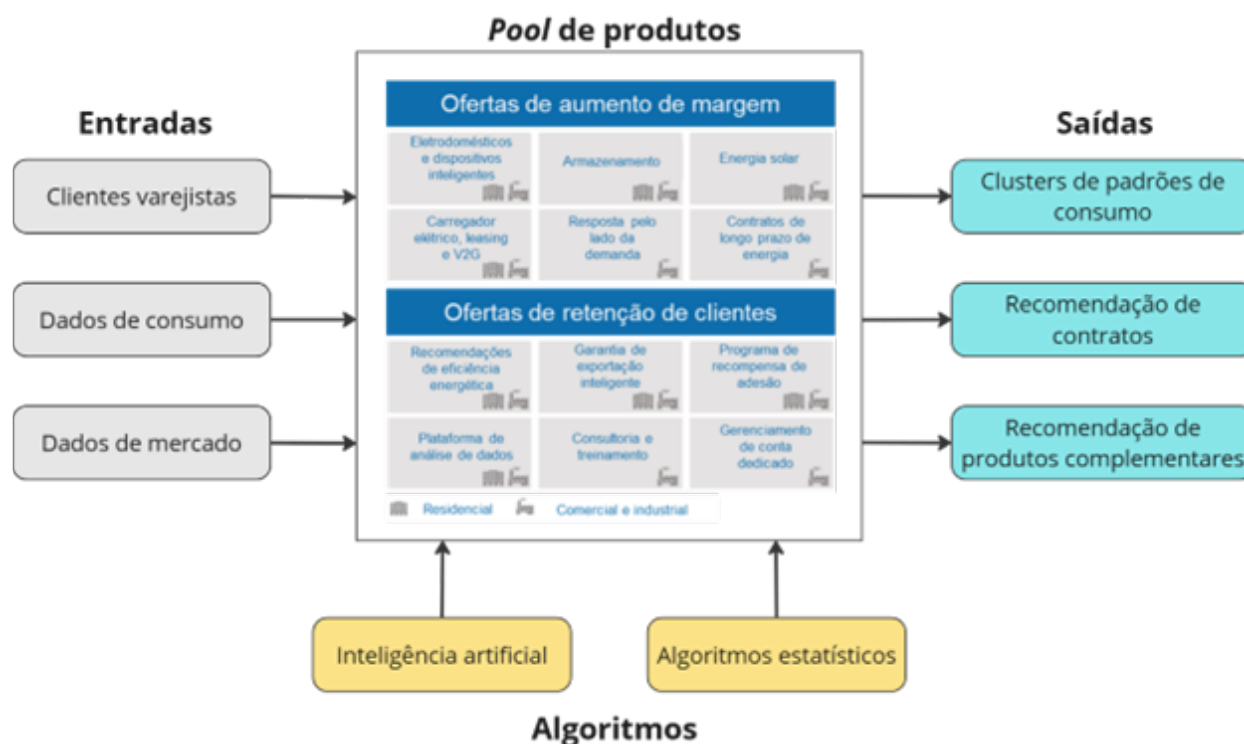 Pool de produtos
Entradas
Clientes varejistas
Dados de consumo
Dados de mercado
Ofertas de aumento de margem
Eletrodomésticos
e dispositivos
inteligentes
Armazenamento
Energia solar
Carregador
elétrico, leasing
e V2G
Resposta pelo
lado da
demanda
Contratos de
longo prazo de
energia
Ofertas de retenção de clientes
Recomendações
de eficiência
energética
Garantia de
exportação
inteligente
Programa de
recompensa de
adesão
Plataforma de
análise de dados
Consultoria e
treinamento
Gerenciamento
de conta
dedicado
Residencial
Comercial e industrial
Saídas
Clusters de padrões de
consumo
Recomendação de
contratos
Recomendação de
produtos complementares
Inteligência artificial
Algoritmos estatísticos
Algoritmos